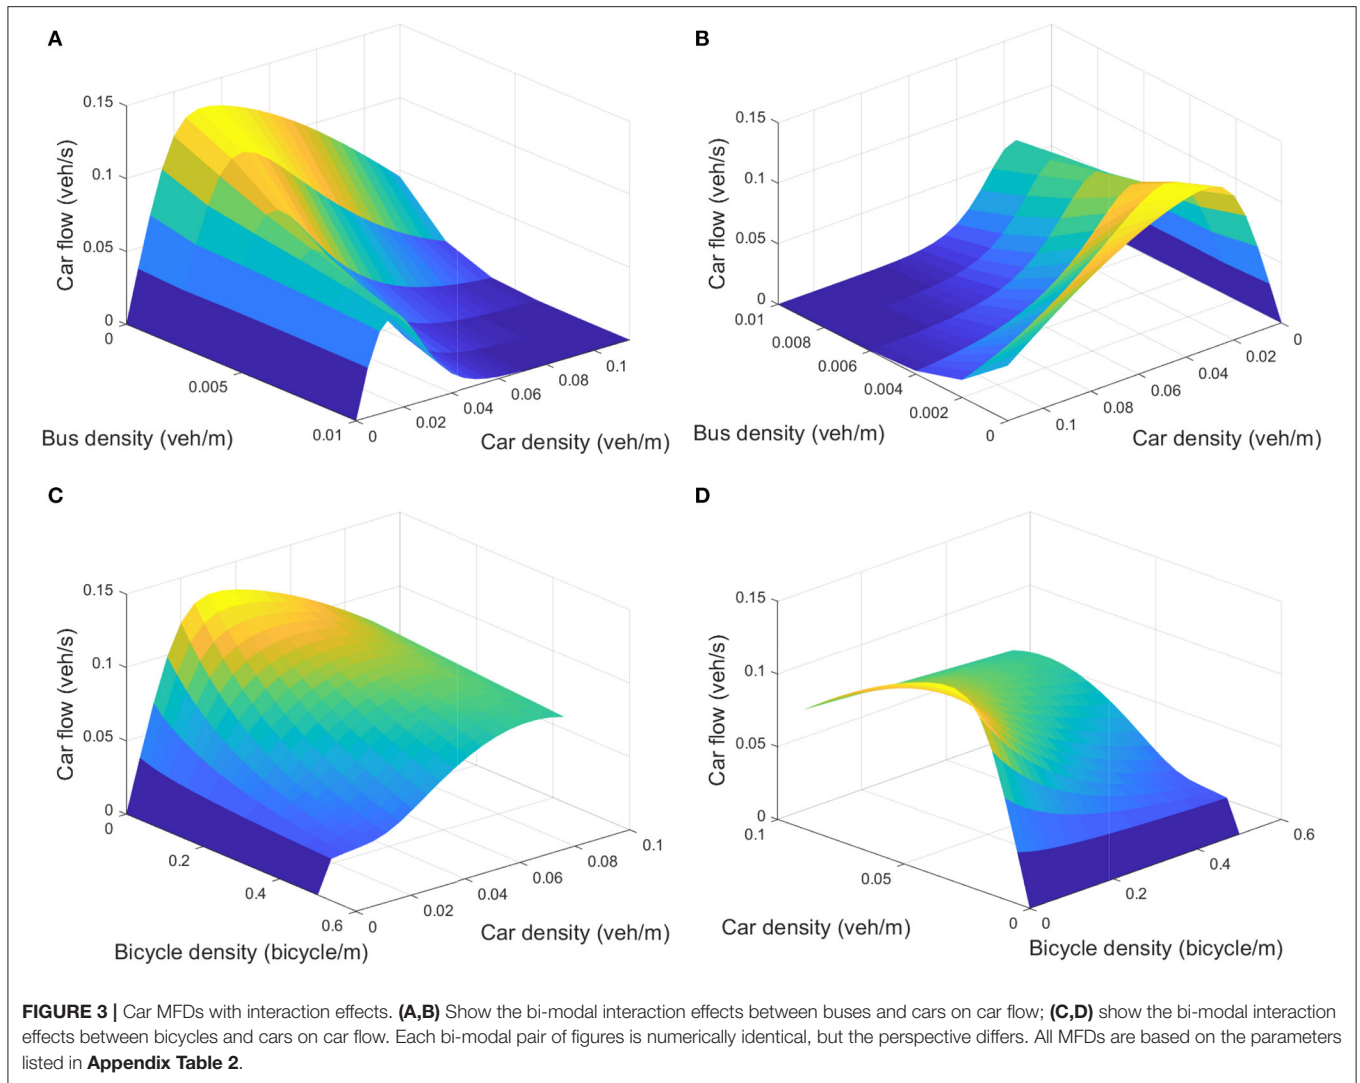 A
0.15
0.1
0.05
0
Car flow (veh/s)
0
0.005
0.01
Bus density (veh/m)
0
0.02
0.04
0.06
0.08
0.1
Car density (veh/m)
B
0.15
0.1
0.05
0
Car flow (veh/s)
0.01
0.008
0.006
0.004
0.002
0
Bus density (veh/m)
0.1
0.08
0.06
0.04
0.02
0
Car density (veh/m)
C
0.15
0.1
0.05
0
Car flow (veh/s)
0
0.2
0.4
0.6
Bicycle density (bicycle/m)
0
0.02
0.04
0.06
0.08
0.1
Car density (veh/m)
D
0.15
0.1
0.05
0
Car flow (veh/s)
0.1
0.05
0
Car density (veh/m)
0
0.2
0.4
0.6
Bicycle density (bicycle/m)
FIGURE 3 | Car MFDs with interaction effects. (A,B) Show the bi-modal interaction effects between buses and cars on car flow; (C,D) show the bi-modal interaction
effects between bicycles and cars on car flow. Each bi-modal pair of figures is numerically identical, but the perspective differs. All MFDs are based on the parameters
listed in Appendix Table 2.